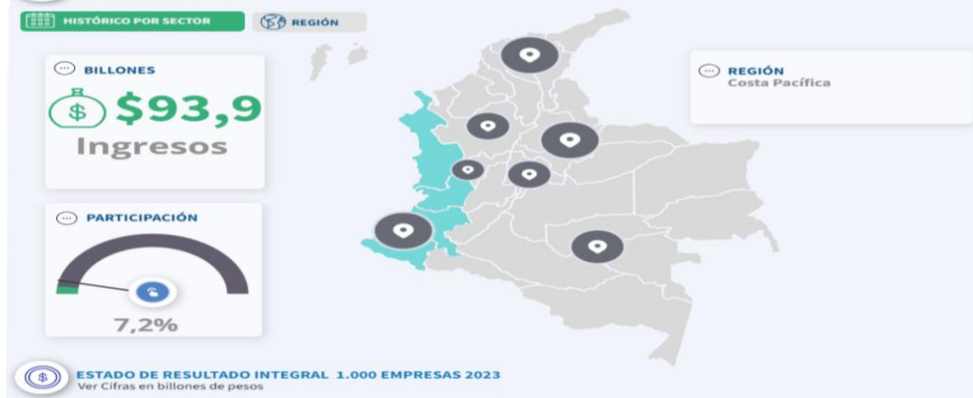 HISTÓRICO POR SECTOR
REGIÓN
BILLONES
$ $93,9
Ingresos
REGIÓN
Costa Pacífica
PARTICIPACIÓN
7,2%
$ ESTADO DE RESULTADO INTEGRAL 1.000 EMPRESAS 2023
Ver Cifras en billones de pesos